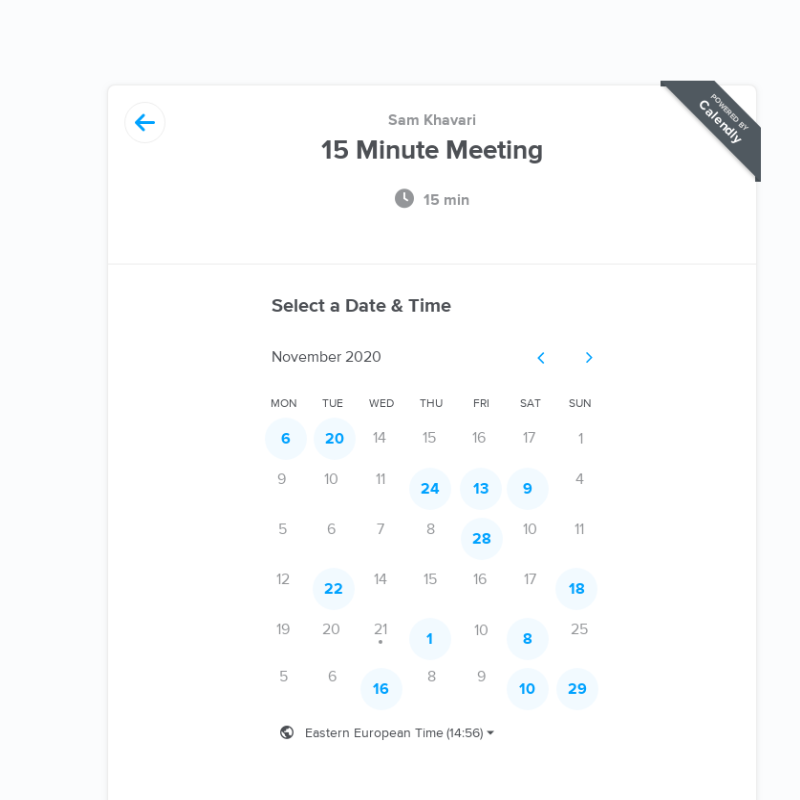 POWERED BY
Calendly
Sam Khavari
15 Minute Meeting
15 min
Select a Date & Time
November 2020
MON TUE WED THU FRI SAT SUN
6 20 14 15 16 17 1
9 10 11 24 13 9 4
5 6 7 8 28 10 11
12 22 14 15 16 17 18
19 20 21 1 10 8 25
5 6 16 8 9 10 29
Eastern European Time (14:56)